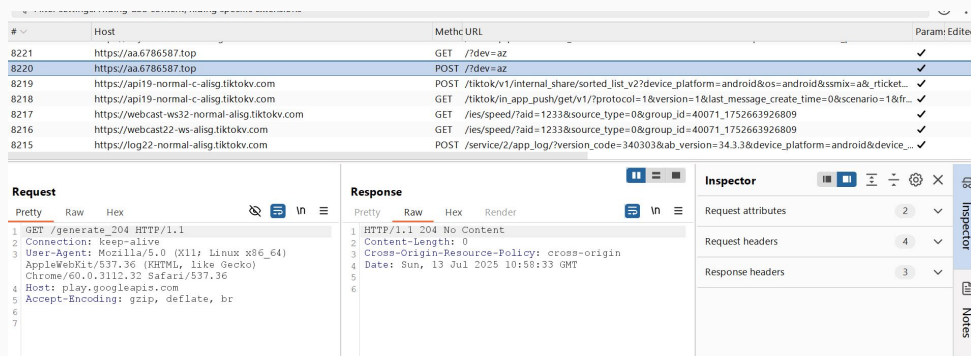 # Host Method URL Params Edited
8221 https://aa.6786587.top GET /?dev=az ✓
8220 https://aa.6786587.top POST /?dev=az ✓
8219 https://api19-normal-c-alisg.tiktokv.com POST /tiktok/v1/internal_share/sorted_list_v2?device_platform=android&os=android&ssmix=a&_rticket... ✓
8218 https://api19-normal-c-alisg.tiktokv.com GET /tiktok/in_app_push/get/v1/?protocol=1&version=1&last_message_create_time=0&scenario=1&fr... ✓
8217 https://webcast-ws32-normal-alisg.tiktokv.com GET /ies/speed/?aid=1233&source_type=0&group_id=40071_1752663926809 ✓
8216 https://webcast22-ws-alisg.tiktokv.com GET /ies/speed/?aid=1233&source_type=0&group_id=40071_1752663926809 ✓
8215 https://log22-normal-alisg.tiktokv.com POST /service/2/app_log/?version_code=340303&ab_version=34.3.3&device_platform=android&device_... ✓
Request
Pretty Raw Hex \n
1 GET /generate_204 HTTP/1.1
2 Connection: keep-alive
3 User-Agent: Mozilla/5.0 (X11; Linux x86_64)
AppleWebKit/537.36 (KHTML, like Gecko)
Chrome/60.0.3112.32 Safari/537.36
4 Host: play.googleapis.com
5 Accept-Encoding: gzip, deflate, br
6
7
Response
Pretty Raw Hex Render \n
1 HTTP/1.1 204 No Content
2 Content-Length: 0
3 Cross-Origin-Resource-Policy: cross-origin
4 Date: Sun, 13 Jul 2025 10:58:33 GMT
5
6
Inspector
Request attributes 2
Request headers 4
Response headers 3
Inspector
Notes